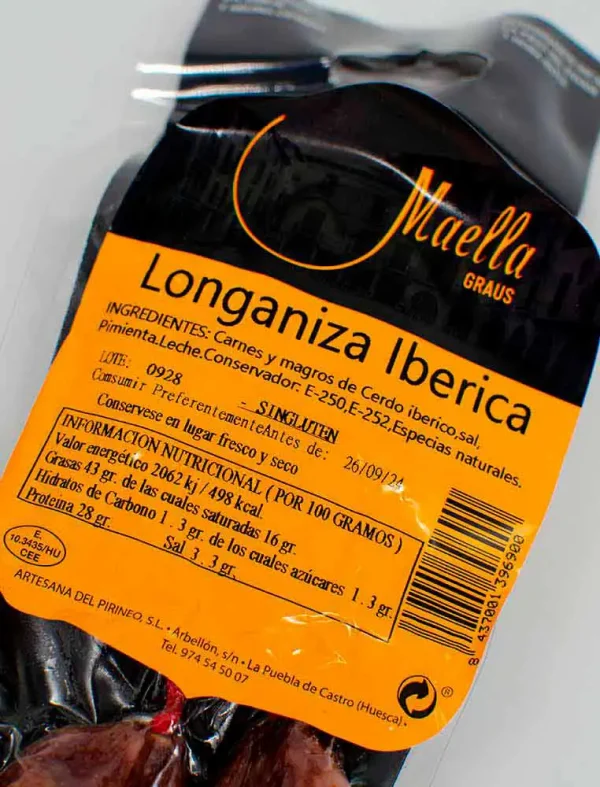 Maella
GRAUS
Longaniza Iberica
INGREDIENTES: Carnes y magros de Cerdo iberico,sal,
Pimienta.Leche.Conservador: E-250,E-252,Especias naturales.
LOTE: 0928 - SINGLUTEN
Consumir PreferentementeAntes de: 26/09/24
Conservese en lugar fresco y seco
INFORMACION NUTRICIONAL ( POR 100 GRAMOS )
Valor energético 2062 kj / 498 kcal.
Grasas 43 gr. de las cuales saturadas 16 gr.
Hidratos de Carbono 1 . 3 gr. de los cuales azúcares 1 . 3 gr.
Proteina 28 gr. Sal 3 . 3 gr.
E.
10.3435/HU
CEE
8 437001 396900
ARTESANA DEL PIRINEO, S.L. • Arbellón, s/n • La Puebla de Castro (Huesca).
Tel. 974 54 50 07
®